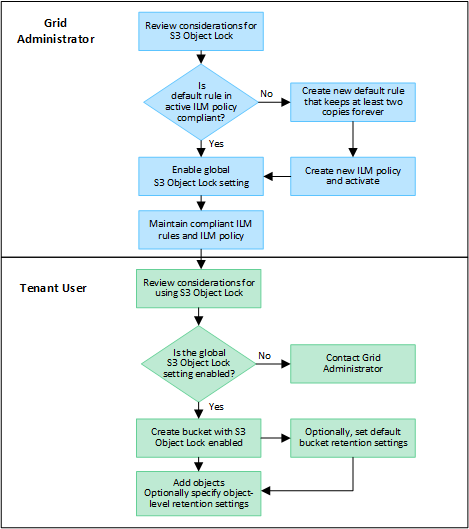 Grid
Administrator
Review considerations for
S3 Object Lock
Is
default rule in
active ILM policy
compliant?
No
Create new default rule
that keeps at least two
copies forever
Yes
Enable global
S3 Object Lock setting
Create new ILM policy
and activate
Maintain compliant ILM
rules and ILM policy
Tenant User
Review considerations for
using S3 Object Lock
Is the global
S3 Object Lock
setting enabled?
No
Contact Grid
Administrator
Yes
Create bucket with S3
Object Lock enabled
Optionally, set default
bucket retention settings
Add objects
Optionally specify object-
level retention settings